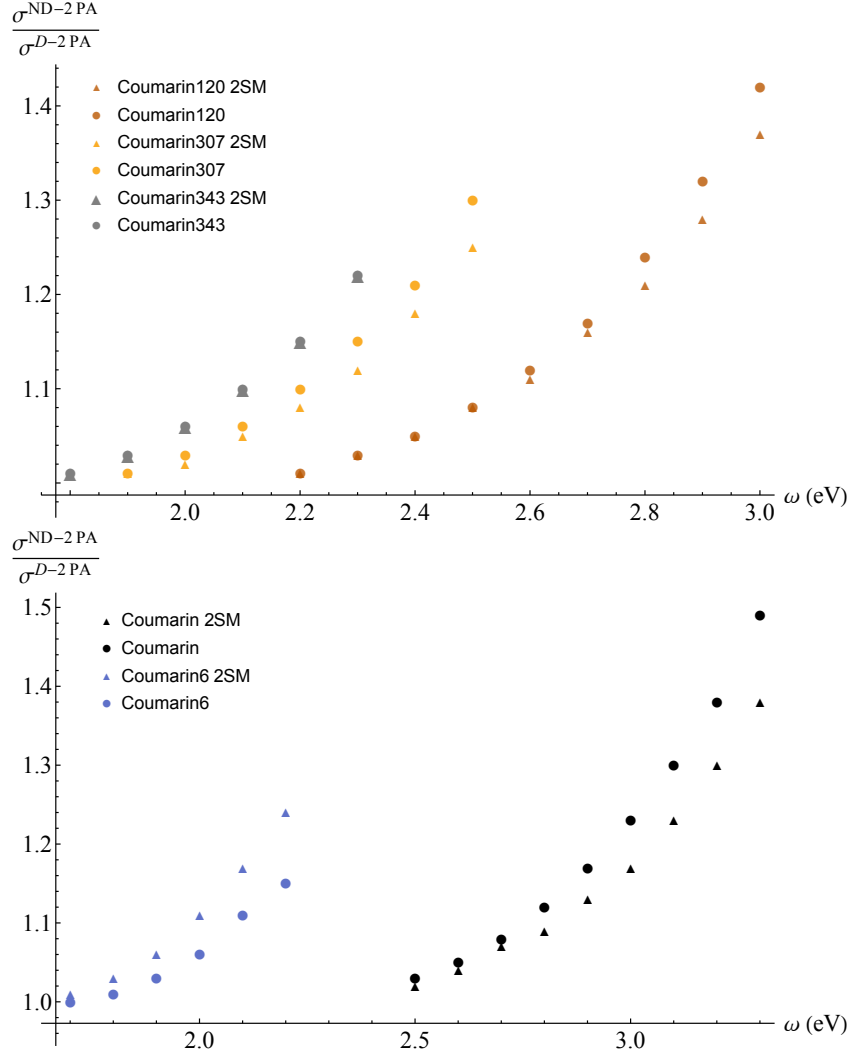 σ^ND−2 PA
σ^D−2 PA
1.4
1.3
1.2
1.1
Coumarin120 2SM
Coumarin120
Coumarin307 2SM
Coumarin307
Coumarin343 2SM
Coumarin343
2.0 2.2 2.4 2.6 2.8 3.0 ω (eV)
σ^ND−2 PA
σ^D−2 PA
1.5
1.4
1.3
1.2
1.1
1.0
Coumarin 2SM
Coumarin
Coumarin6 2SM
Coumarin6
2.0 2.5 3.0 ω (eV)